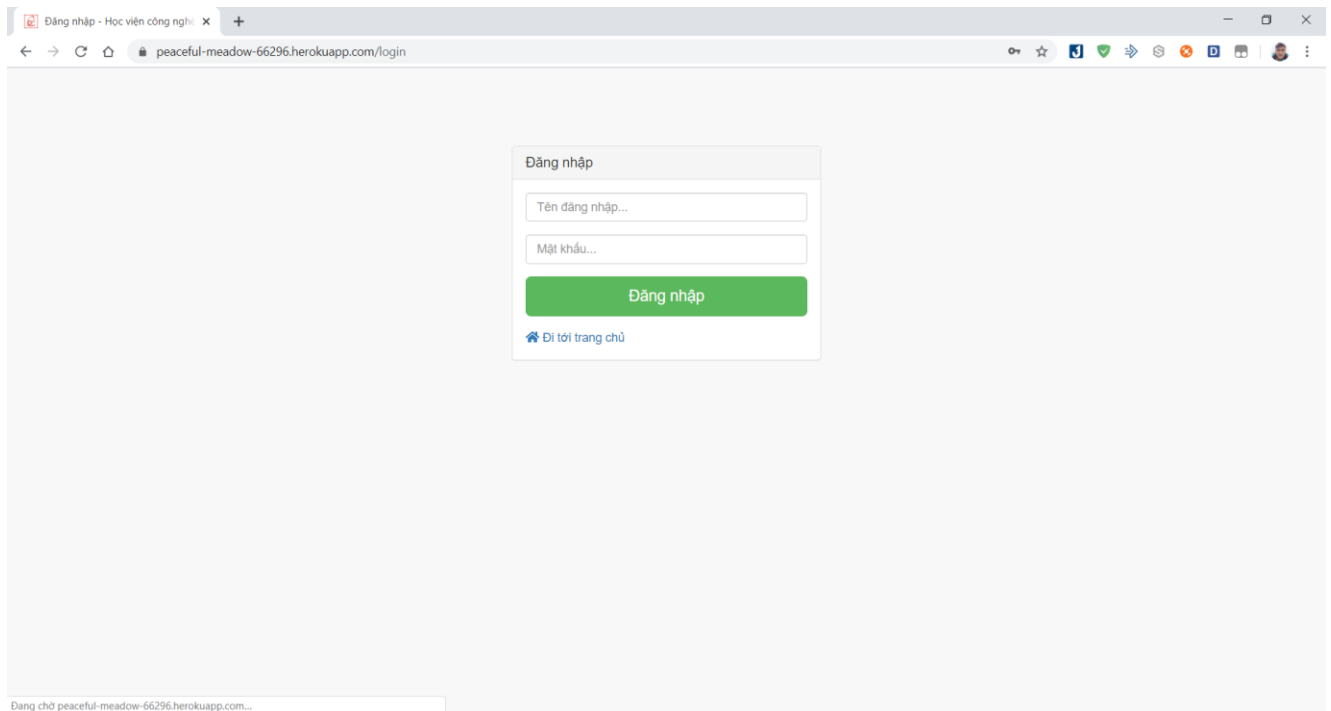 Đăng nhập - Học viện công nghệ
peaceful-meadow-66296.herokuapp.com/login
Đăng nhập
Tên đăng nhập...
Mật khẩu...
Đăng nhập
Đi tới trang chủ
Đang chờ peaceful-meadow-66296.herokuapp.com...